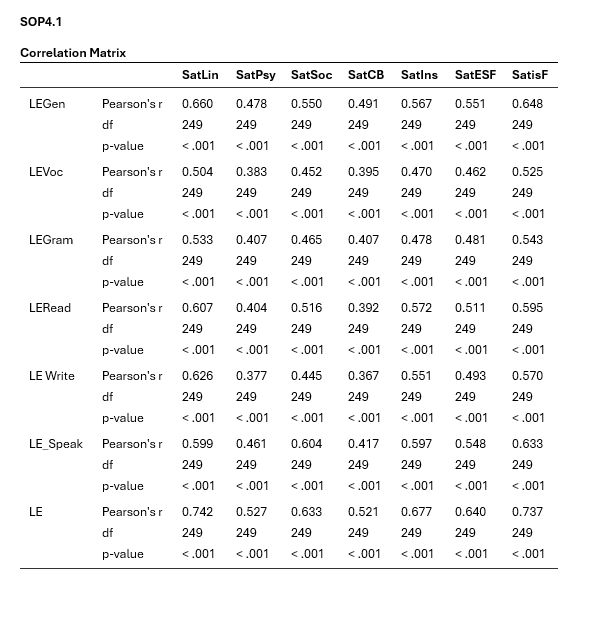 SOP4.1
Correlation Matrix
SatLin SatPsy SatSoc SatCB SatIns SatESF SatisF
LEGen Pearson's r 0.660 0.478 0.550 0.491 0.567 0.551 0.648
df 249 249 249 249 249 249 249
p-value < .001 < .001 < .001 < .001 < .001 < .001 < .001
LEVoc Pearson's r 0.504 0.383 0.452 0.395 0.470 0.462 0.525
df 249 249 249 249 249 249 249
p-value < .001 < .001 < .001 < .001 < .001 < .001 < .001
LEGram Pearson's r 0.533 0.407 0.465 0.407 0.478 0.481 0.543
df 249 249 249 249 249 249 249
p-value < .001 < .001 < .001 < .001 < .001 < .001 < .001
LERead Pearson's r 0.607 0.404 0.516 0.392 0.572 0.511 0.595
df 249 249 249 249 249 249 249
p-value < .001 < .001 < .001 < .001 < .001 < .001 < .001
LE Write Pearson's r 0.626 0.377 0.445 0.367 0.551 0.493 0.570
df 249 249 249 249 249 249 249
p-value < .001 < .001 < .001 < .001 < .001 < .001 < .001
LE_Speak Pearson's r 0.599 0.461 0.604 0.417 0.597 0.548 0.633
df 249 249 249 249 249 249 249
p-value < .001 < .001 < .001 < .001 < .001 < .001 < .001
LE Pearson's r 0.742 0.527 0.633 0.521 0.677 0.640 0.737
df 249 249 249 249 249 249 249
p-value < .001 < .001 < .001 < .001 < .001 < .001 < .001